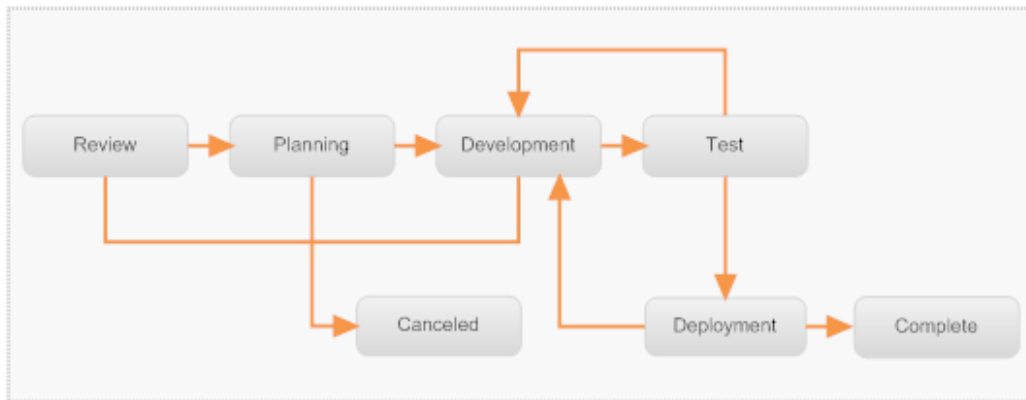 Review
Planning
Development
Test
Canceled
Deployment
Complete